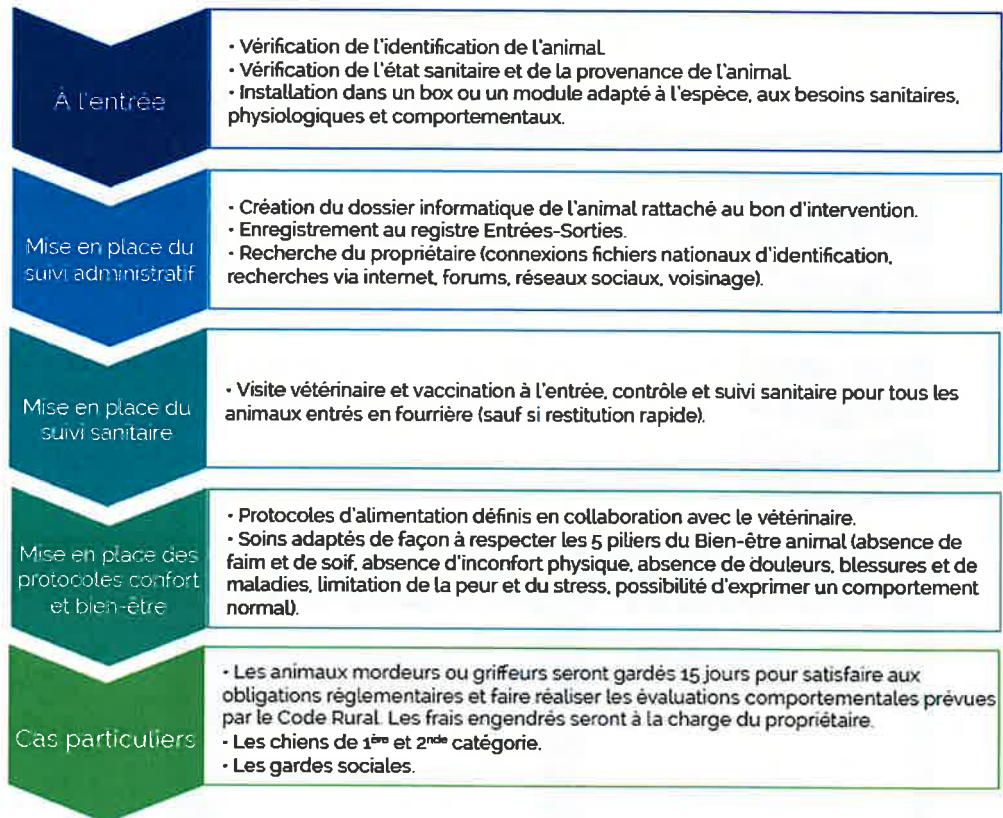 À l'entrée
• Vérification de l'identification de l'animal.
• Vérification de l'état sanitaire et de la provenance de l'animal.
• Installation dans un box ou un module adapté à l'espèce, aux besoins sanitaires,
physiologiques et comportementaux.
Mise en place du
suivi administratif
• Création du dossier informatique de l'animal rattaché au bon d'intervention.
• Enregistrement au registre Entrées-Sorties.
• Recherche du propriétaire (connexions fichiers nationaux d'identification,
recherches via internet, forums, réseaux sociaux, voisinage).
Mise en place du
suivi sanitaire
• Visite vétérinaire et vaccination à l'entrée, contrôle et suivi sanitaire pour tous les
animaux entrés en fourrière (sauf si restitution rapide).
Mise en place des
protocoles confort
et bien-être
• Protocoles d'alimentation définis en collaboration avec le vétérinaire.
• Soins adaptés de façon à respecter les 5 piliers du Bien-être animal (absence de
faim et de soif, absence d'inconfort physique, absence de douleurs, blessures et de
maladies, limitation de la peur et du stress, possibilité d'exprimer un comportement
normal).
Cas particuliers
• Les animaux mordeurs ou griffeurs seront gardés 15 jours pour satisfaire aux
obligations réglementaires et faire réaliser les évaluations comportementales prévues
par le Code Rural. Les frais engendrés seront à la charge du propriétaire.
• Les chiens de 1ère et 2nde catégorie.
• Les gardes sociales.